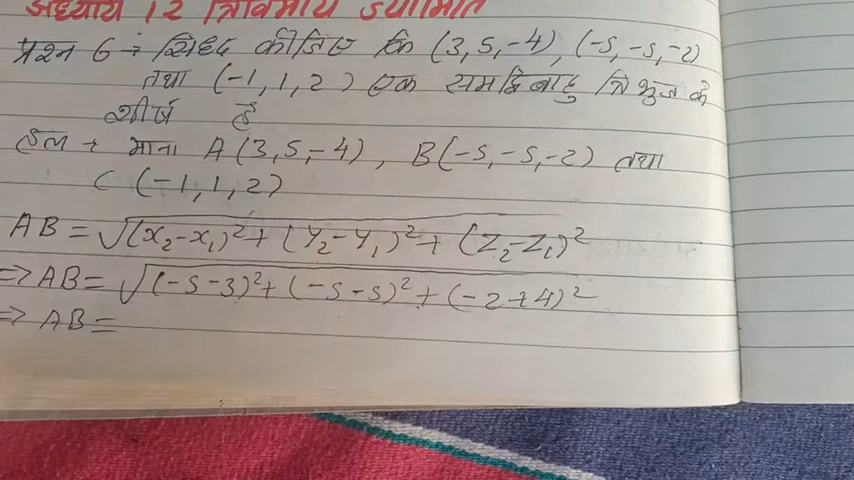 अध्याय 12 त्रिविमीय ज्यामिति
प्रश्न 6 → सिद्ध कीजिए कि (3, 5, -4), (-5, -5, -2)
तथा (-1, 1, 2) एक समद्विबाहु त्रिभुज के
शीर्ष है
हल → माना A(3, 5, -4), B(-5, -5, -2) तथा
C (-1, 1, 2)
AB = √(x₂-x₁)²+(y₂-y₁)²+(z₂-z₁)²
⇒ AB = √(-5-3)²+(-5-5)²+(-2+4)²
⇒ AB =